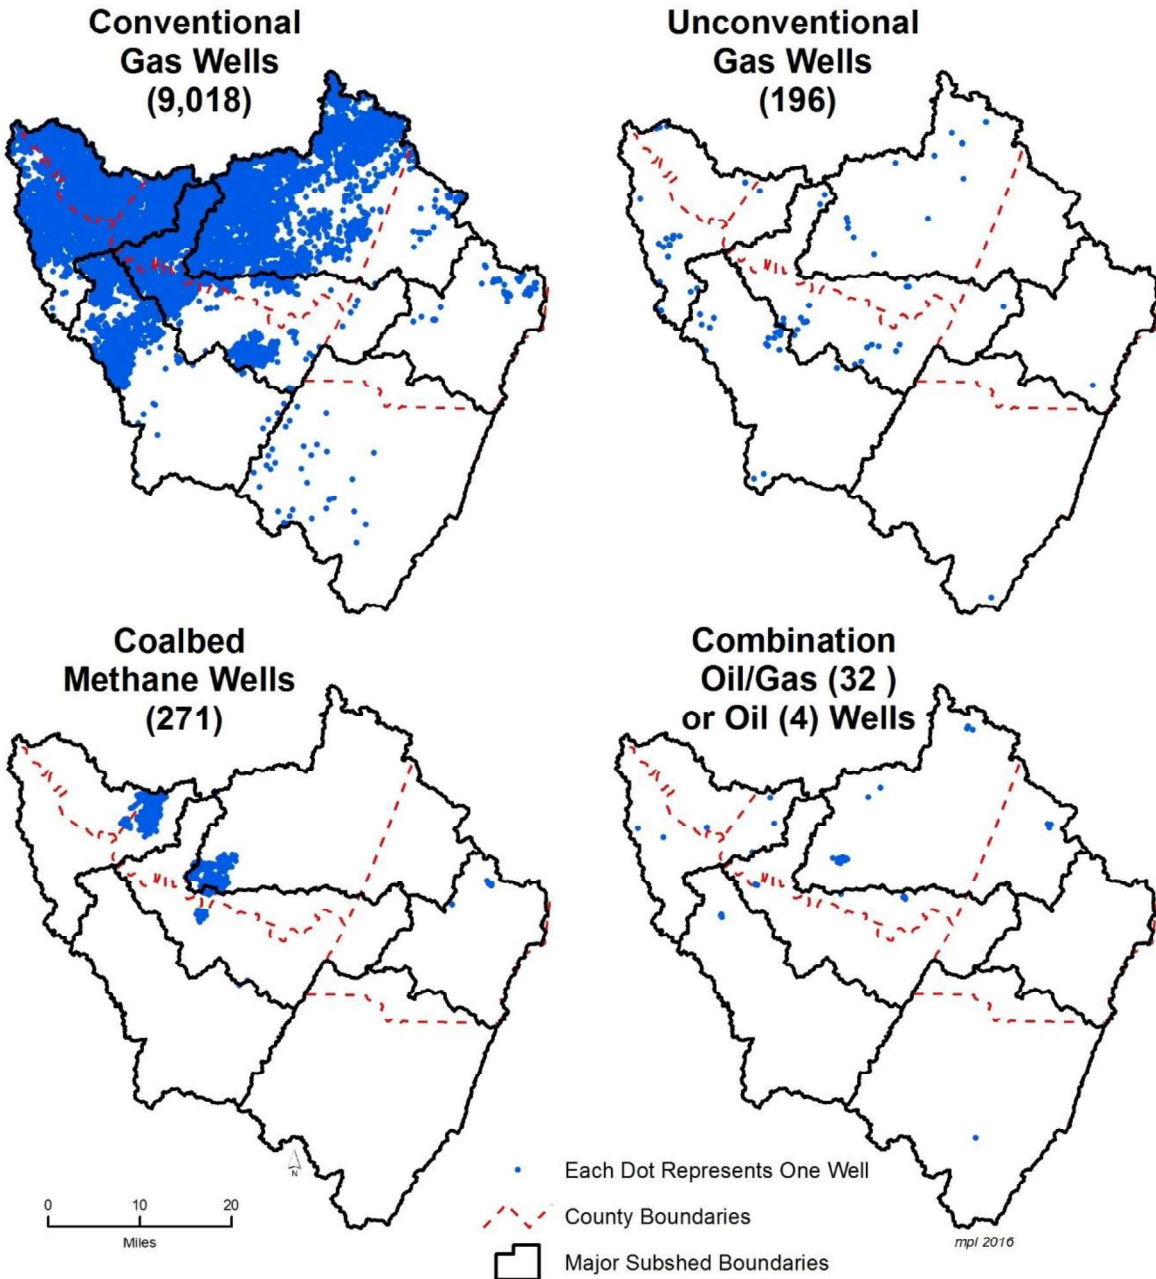 Conventional
Gas Wells
(9,018)
Unconventional
Gas Wells
(196)
Coalbed
Methane Wells
(271)
Combination
Oil/Gas (32 )
or Oil (4) Wells
N
0 10 20
Miles
Each Dot Represents One Well
County Boundaries
Major Subshed Boundaries
mpl 2016